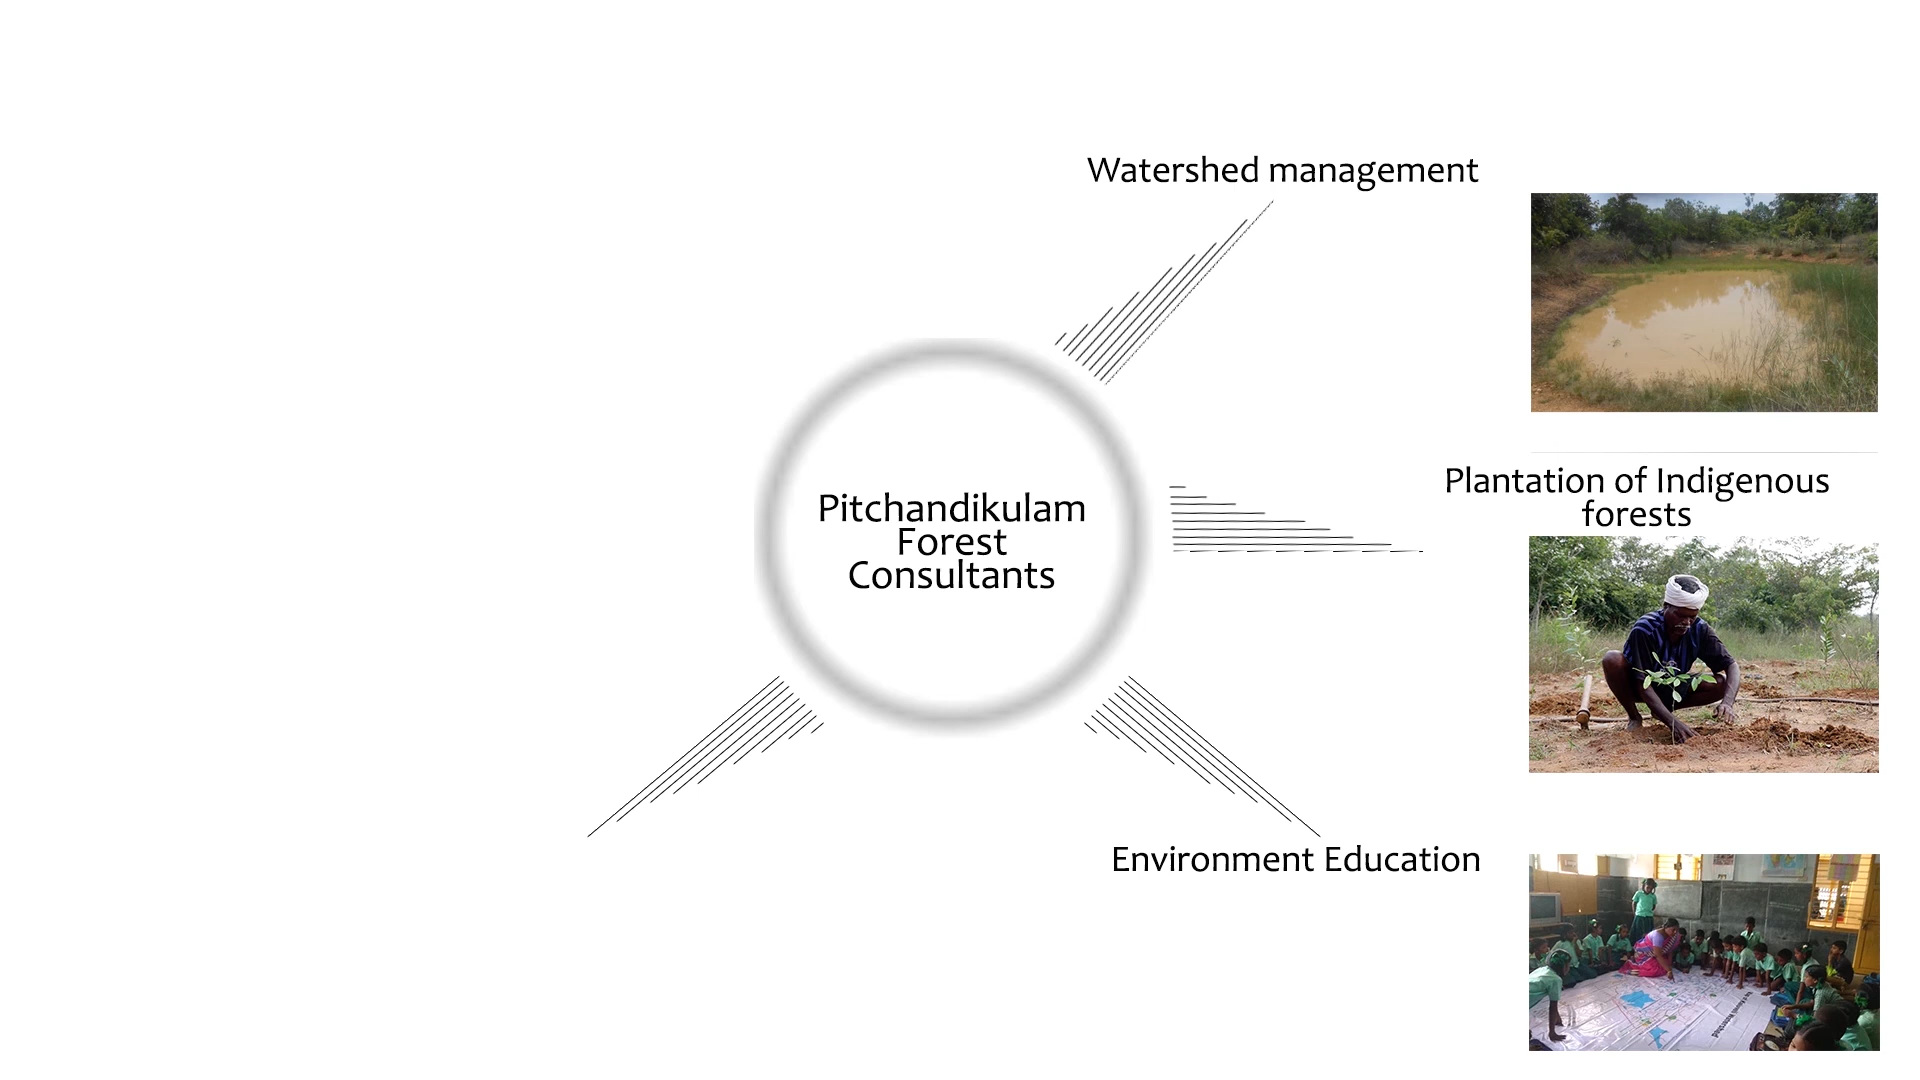 Watershed management
Plantation of Indigenous
forests
Pitchandikulam
Forest
Consultants
Environment Education